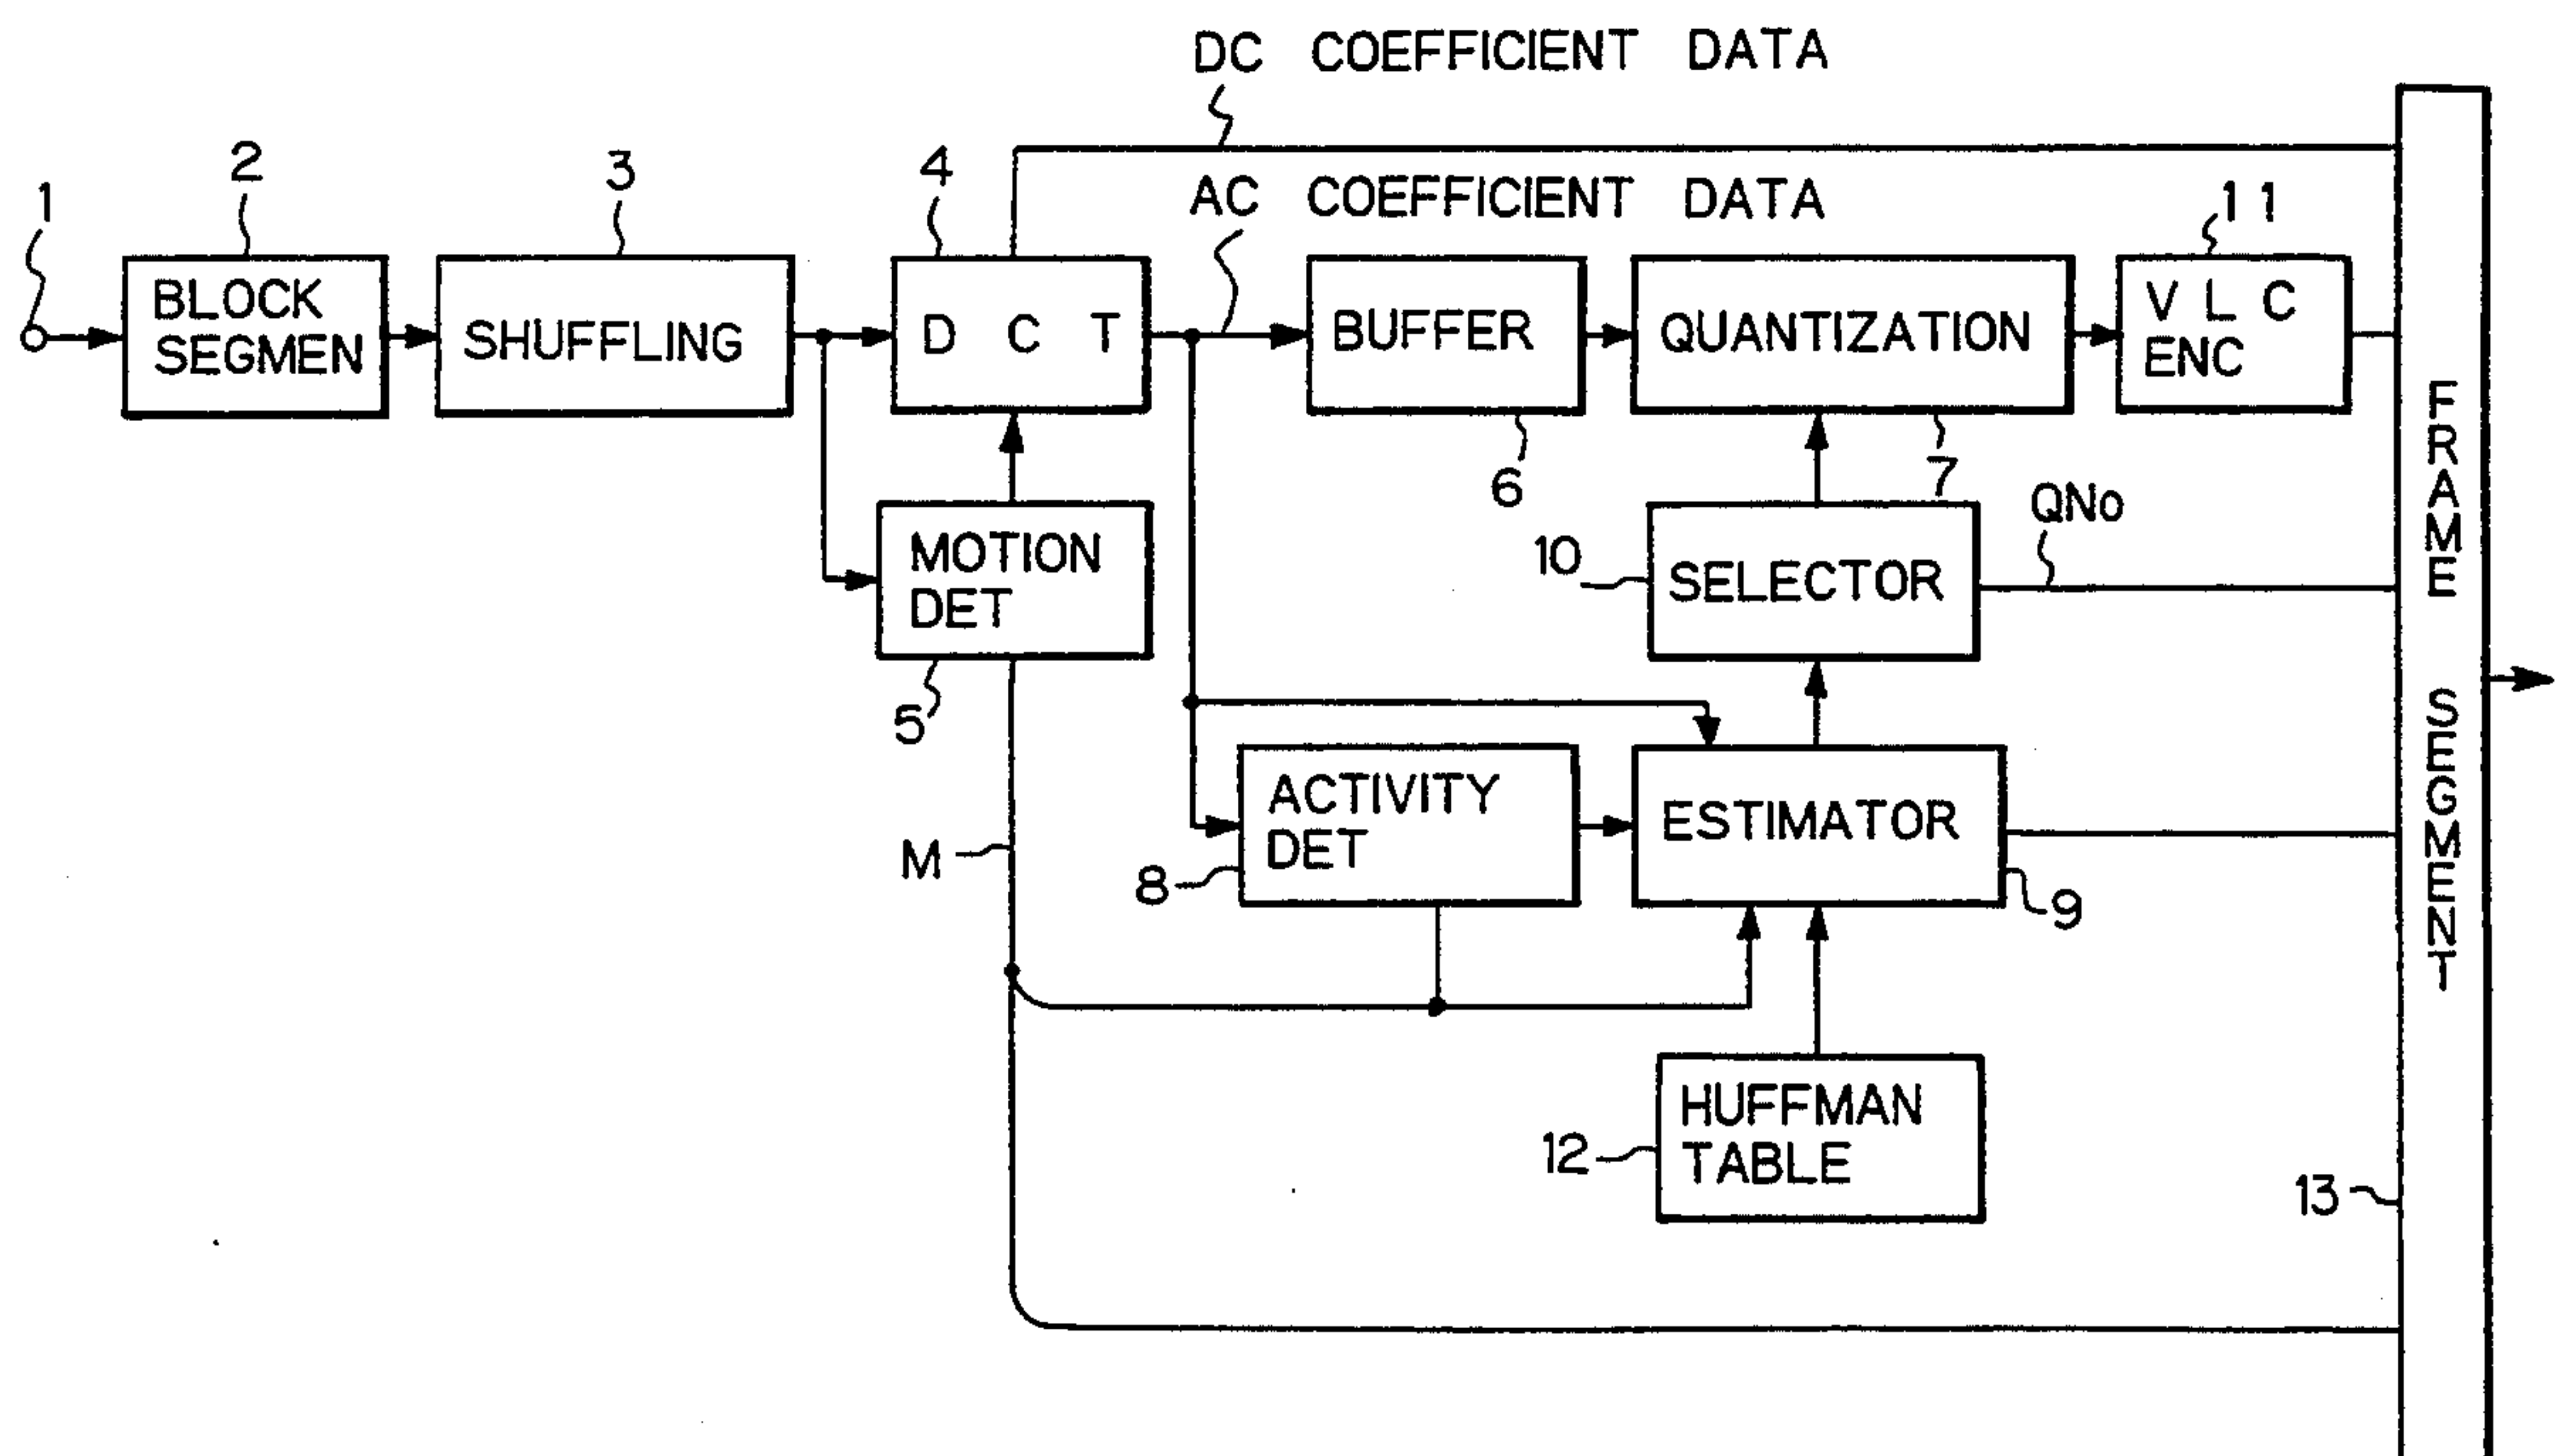 DC COEFFICIENT DATA
1
2
3
4
AC COEFFICIENT DATA
11
BLOCK
SEGMEN
SHUFFLING
D C T
BUFFER
QUANTIZATION
V L C
ENC
6
7
MOTION
DET
5
10
SELECTOR
QNo
FRAME SEGMENT
M
ACTIVITY
DET
8
ESTIMATOR
9
HUFFMAN
TABLE
12
13